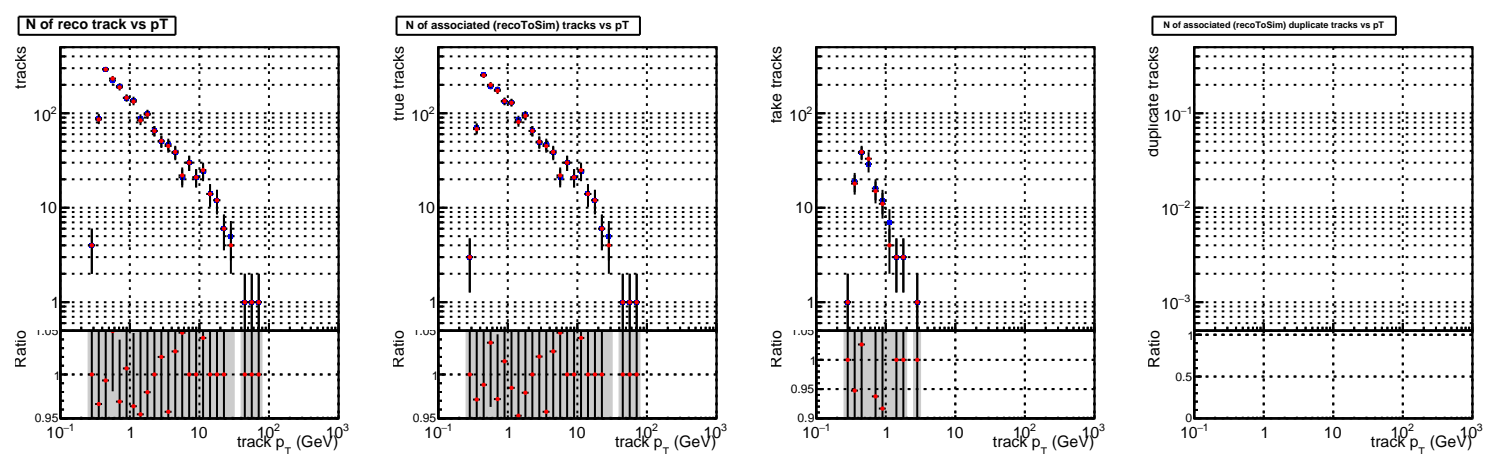 N of reco track vs pT
tracks
10²
10
1
Ratio
1.05
1
0.95
10⁻¹ 1 10 10² 10³
track p_T (GeV)
N of associated (recoToSim) tracks vs pT
true tracks
10²
10
1
Ratio
1.05
1
0.95
10⁻¹ 1 10 10² 10³
track p_T (GeV)
fake tracks
10²
10
1
Ratio
1.05
1
0.95
0.9
10⁻¹ 1 10 10² 10³
track p_T (GeV)
N of associated (recoToSim) duplicate tracks vs pT
duplicate tracks
10⁻¹
10⁻²
10⁻³
Ratio
1
0.5
0
10⁻¹ 1 10 10² 10³
track p_T (GeV)